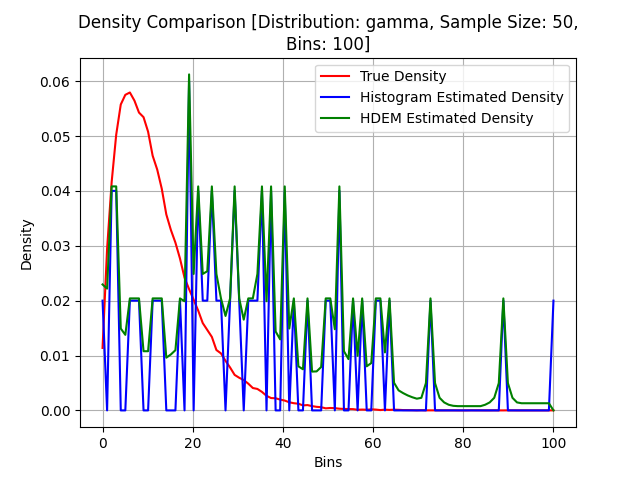 Density Comparison [Distribution: gamma, Sample Size: 50,
Bins: 100]
True Density
Histogram Estimated Density
HDEM Estimated Density
Density
0.06
0.05
0.04
0.03
0.02
0.01
0.00
0 20 40 60 80 100
Bins